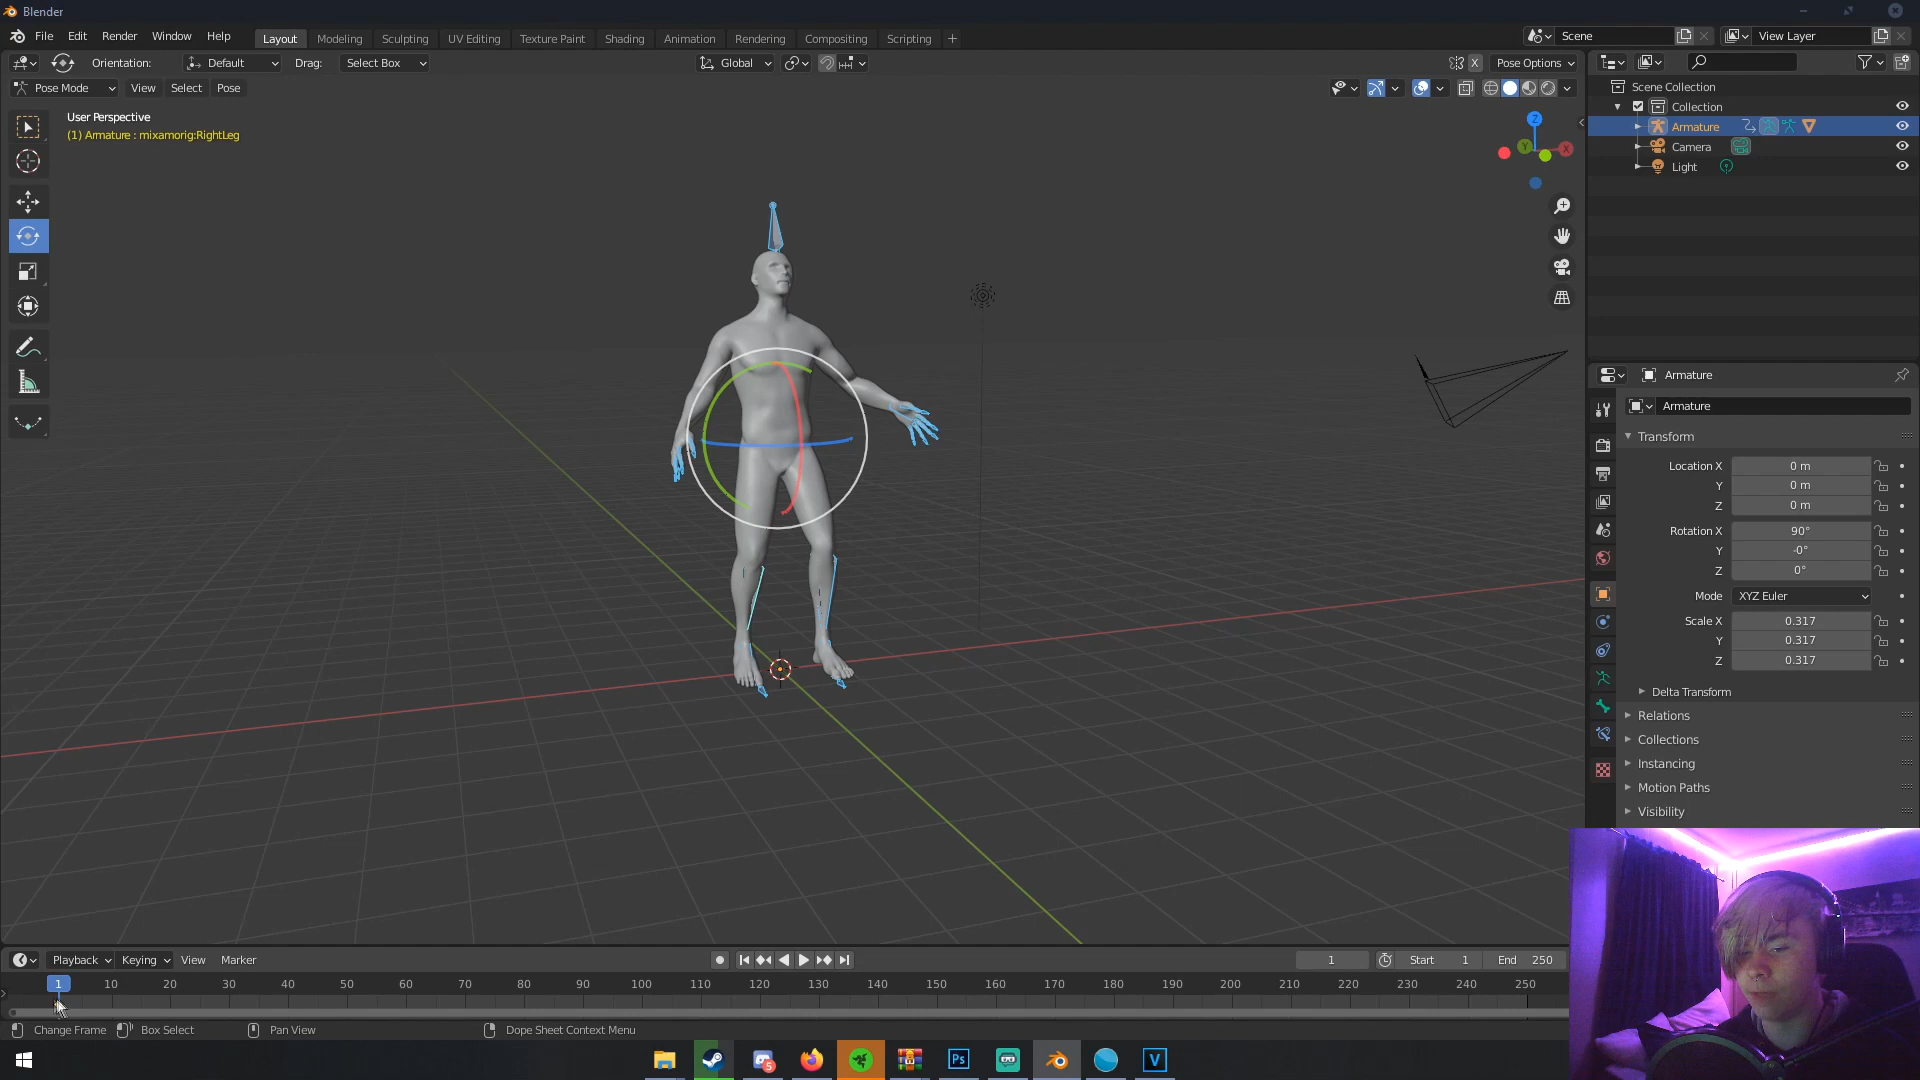 Blender
File Edit Render Window Help
Layout Modeling Sculpting UV Editing Texture Paint Shading Animation Rendering Compositing Scripting +
Scene
View Layer
Orientation: Default Drag: Select Box
Global
X Pose Options
Pose Mode View Select Pose
User Perspective
(1) Armature : mixamorig:RightLeg
Z
Y
X
Scene Collection
Collection
Armature
Camera
Light
Armature
Armature
Transform
Location X 0 m
Y 0 m
Z 0 m
Rotation X 90°
Y -0°
Z 0°
Mode XYZ Euler
Scale X 0.317
Y 0.317
Z 0.317
Delta Transform
Relations
Collections
Instancing
Motion Paths
Visibility
Playback Keying View Marker
1 Start 1 End 250
1 10 20 30 40 50 60 70 80 90 100 110 120 130 140 150 160 170 180 190 200 210 220 230 240 250
Change Frame Box Select Pan View Dope Sheet Context Menu
5 Ps V